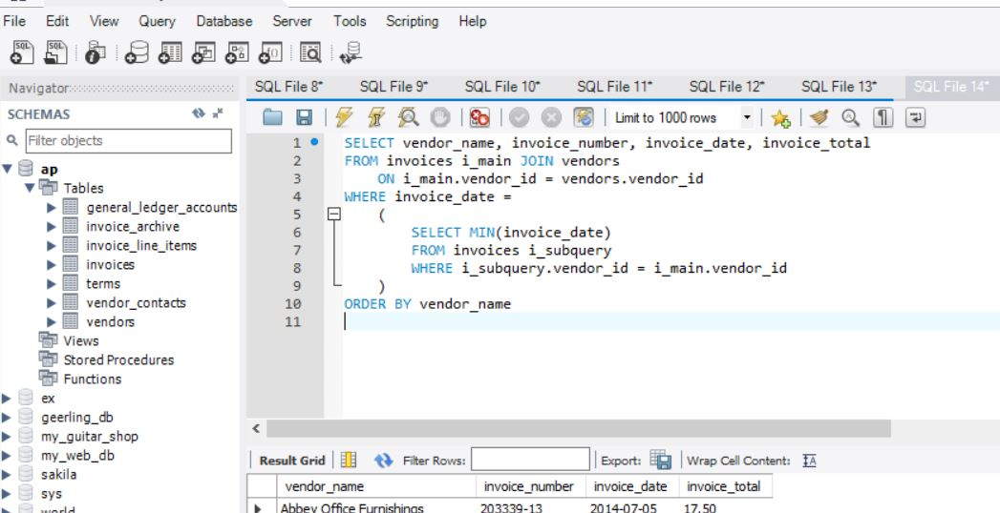 File Edit View Query Database Server Tools Scripting Help
SQL SQL
Navigator
SQL File 8* SQL File 9* SQL File 10* SQL File 11* SQL File 12* SQL File 13* SQL File 14*
SCHEMAS
Filter objects
ap
Tables
general_ledger_accounts
invoice_archive
invoice_line_items
invoices
terms
vendor_contacts
vendors
Views
Stored Procedures
Functions
ex
geerling_db
my_guitar_shop
my_web_db
sakila
sys
world
Limit to 1000 rows
1 SELECT vendor_name, invoice_number, invoice_date, invoice_total
2 FROM invoices i_main JOIN vendors
3 ON i_main.vendor_id = vendors.vendor_id
4 WHERE invoice_date =
5 (
6 SELECT MIN(invoice_date)
7 FROM invoices i_subquery
8 WHERE i_subquery.vendor_id = i_main.vendor_id
9 )
10 ORDER BY vendor_name
11
Result Grid Filter Rows: Export: Wrap Cell Content: IA
vendor_name invoice_number invoice_date invoice_total
Abbey Office Furnishings 203339-13 2014-07-05 17.50